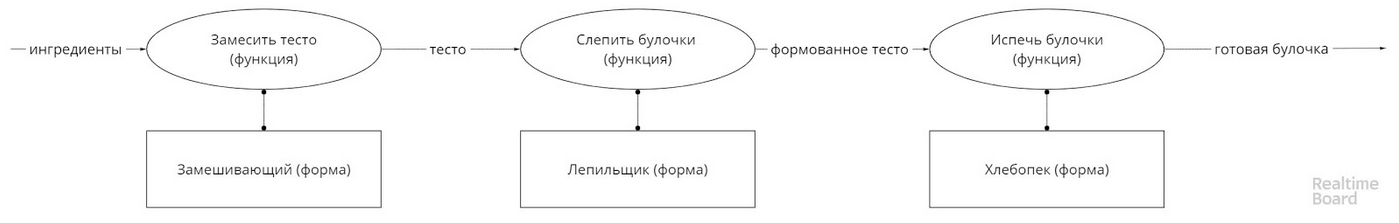 ингредиенты
Замесить тесто
(функция)
тесто
Слепить булочки
(функция)
формованное тесто
Испечь булочки
(функция)
готовая булочка
Замешивающий (форма)
Лепильщик (форма)
Хлебопек (форма)
Realtime
Board